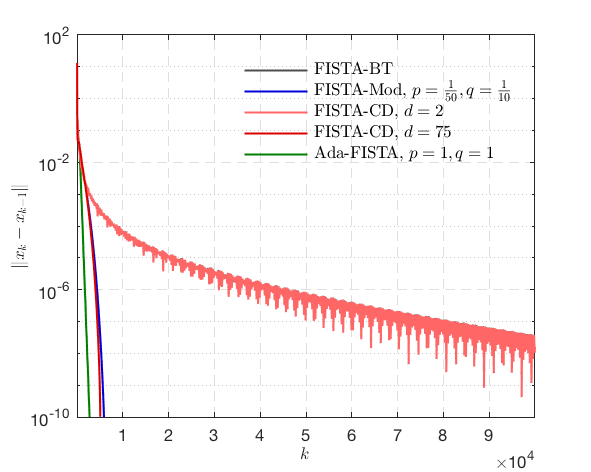 10^2
FISTA-BT
FISTA-Mod, p = 1/50, q = 1/10
FISTA-CD, d = 2
FISTA-CD, d = 75
Ada-FISTA, p = 1, q = 1
10^-2
||x_k − x_{k−1}||
10^-6
10^-10
1 2 3 4 5 6 7 8 9
k
×10^4